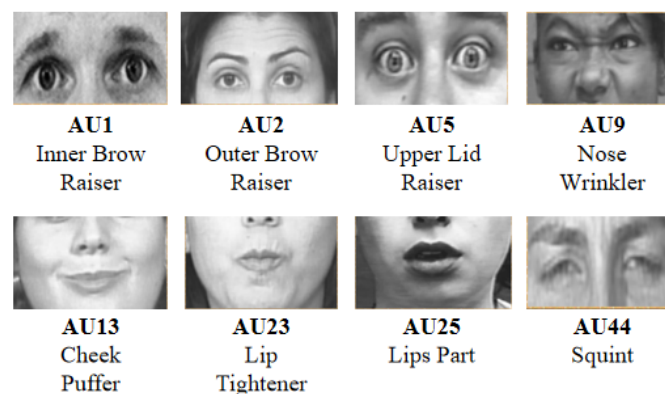 AU1
Inner Brow
Raiser
AU2
Outer Brow
Raiser
AU5
Upper Lid
Raiser
AU9
Nose
Wrinkler
AU13
Cheek
Puffer
AU23
Lip
Tightener
AU25
Lips Part
AU44
Squint